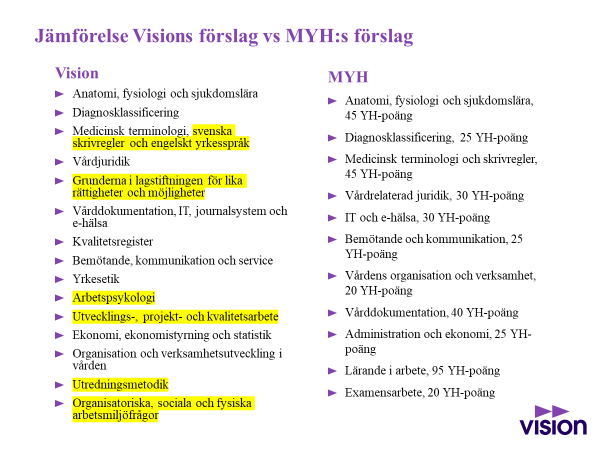 Jämförelse Visions förslag vs MYH:s förslag
Vision
Anatomi, fysiologi och sjukdomslära
Diagnosklassificering
Medicinsk terminologi, svenska
skrivregler och engelskt yrkesspråk
Vårdjuridik
Grunderna i lagstiftningen för lika
rättigheter och möjligheter
Vårddokumentation, IT, journalsystem och
e-hälsa
Kvalitetsregister
Bemötande, kommunikation och service
Yrkesetik
Arbetspsykologi
Utvecklings-, projekt- och kvalitetsarbete
Ekonomi, ekonomistyrning och statistik
Organisation och verksamhetsutveckling i
vården
Utredningsmetodik
Organisatoriska, sociala och fysiska
arbetsmiljöfrågor
MYH
Anatomi, fysiologi och sjukdomslära,
45 YH-poäng
Diagnosklassificering, 25 YH-poäng
Medicinsk terminologi och skrivregler,
45 YH-poäng
Vårdrelaterad juridik, 30 YH-poäng
IT och e-hälsa, 30 YH-poäng
Bemötande och kommunikation, 25
YH-poäng
Vårdens organisation och verksamhet,
20 YH-poäng
Vårddokumentation, 40 YH-poäng
Administration och ekonomi, 25 YH-
poäng
Lärande i arbete, 95 YH-poäng
Examensarbete, 20 YH-poäng
vision